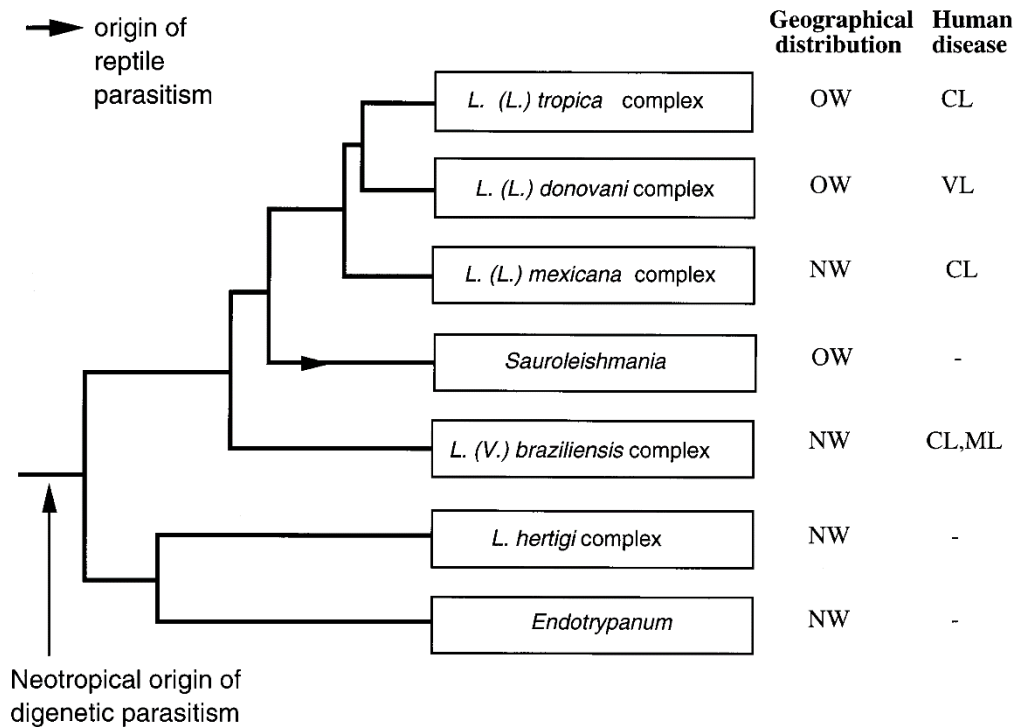 origin of
reptile
parasitism
Geographical distribution
Human disease
L. (L.) tropica complex OW CL
L. (L.) donovani complex OW VL
L. (L.) mexicana complex NW CL
Sauroleishmania OW -
L. (V.) braziliensis complex NW CL,ML
L. hertigi complex NW -
Endotrypanum NW -
Neotropical origin of
digenetic parasitism